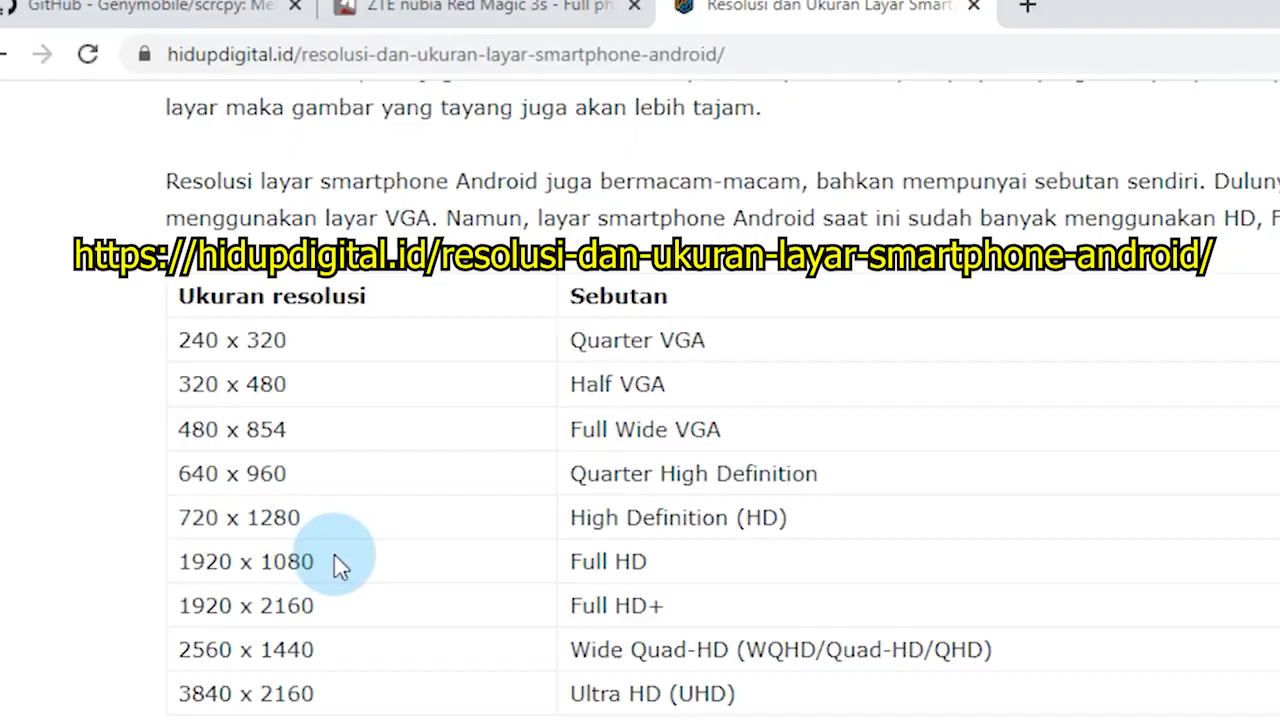 GitHub - Genymobile/scrcpy:
ZTE nubia Red Magic 3s - Full
Resolusi dan Ukuran Layar
hidupdigital.id/resolusi-dan-ukuran-layar-smartphone-android/
layar maka gambar yang tayang juga akan lebih tajam.
Resolusi layar smartphone Android juga bermacam-macam, bahkan mempunyai sebutan sendiri.
menggunakan layar VGA. Namun, layar smartphone Android saat ini sudah banyak menggunakan HD,
https://hidupdigital.id/resolusi-dan-ukuran-layar-smartphone-android/
Ukuran resolusi Sebutan
240 x 320 Quarter VGA
320 x 480 Half VGA
480 x 854 Full Wide VGA
640 x 960 Quarter High Definition
720 x 1280 High Definition (HD)
1920 x 1080 Full HD
1920 x 2160 Full HD+
2560 x 1440 Wide Quad-HD (WQHD/Quad-HD/QHD)
3840 x 2160 Ultra HD (UHD)